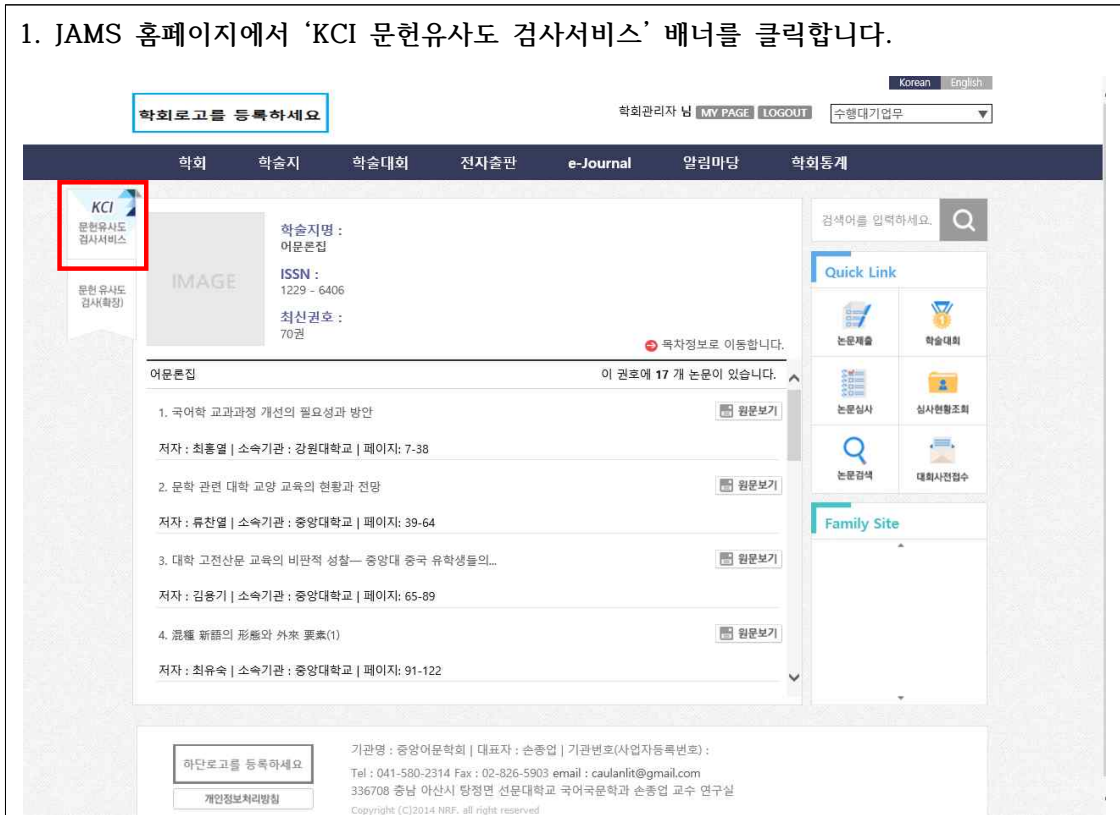 1. JAMS 홈페이지에서 ‘KCI 문헌유사도 검사서비스’ 배너를 클릭합니다.
Korean English
학회로고를 등록하세요
학회관리자 님 MY PAGE LOGOUT 수행대기업무
학회 학술지 학술대회 전자출판 e-Journal 알림마당 학회통계
KCI
문헌유사도
검사서비스
문헌 유사도
검사(확장)
IMAGE
학술지명 :
어문론집
ISSN :
1229 - 6406
최신권호 :
70권
목차정보로 이동합니다.
어문론집 이 권호에 17 개 논문이 있습니다.
1. 국어학 교과과정 개선의 필요성과 방안 원문보기
저자 : 최홍열 | 소속기관 : 강원대학교 | 페이지: 7-38
2. 문학 관련 대학 교양 교육의 현황과 전망 원문보기
저자 : 류찬열 | 소속기관 : 중앙대학교 | 페이지: 39-64
3. 대학 고전산문 교육의 비판적 성찰— 중앙대 중국 유학생들의... 원문보기
저자 : 김용기 | 소속기관 : 중앙대학교 | 페이지: 65-89
4. 混種 新語의 形態와 外來 要素(1) 원문보기
저자 : 최유숙 | 소속기관 : 중앙대학교 | 페이지: 91-122
검색어를 입력하세요.
Quick Link
논문제출 학술대회
논문심사 심사현황조회
논문검색 대회사전접수
Family Site
하단로고를 등록하세요
개인정보처리방침
기관명 : 중앙어문학회 | 대표자 : 손종업 | 기관번호(사업자등록번호) :
Tel : 041-580-2314 Fax : 02-826-5903 email : caulanlit@gmail.com
336708 충남 아산시 탕정면 선문대학교 국어국문학과 손종업 교수 연구실
Copyright (C)2014 NRF. all right reserved